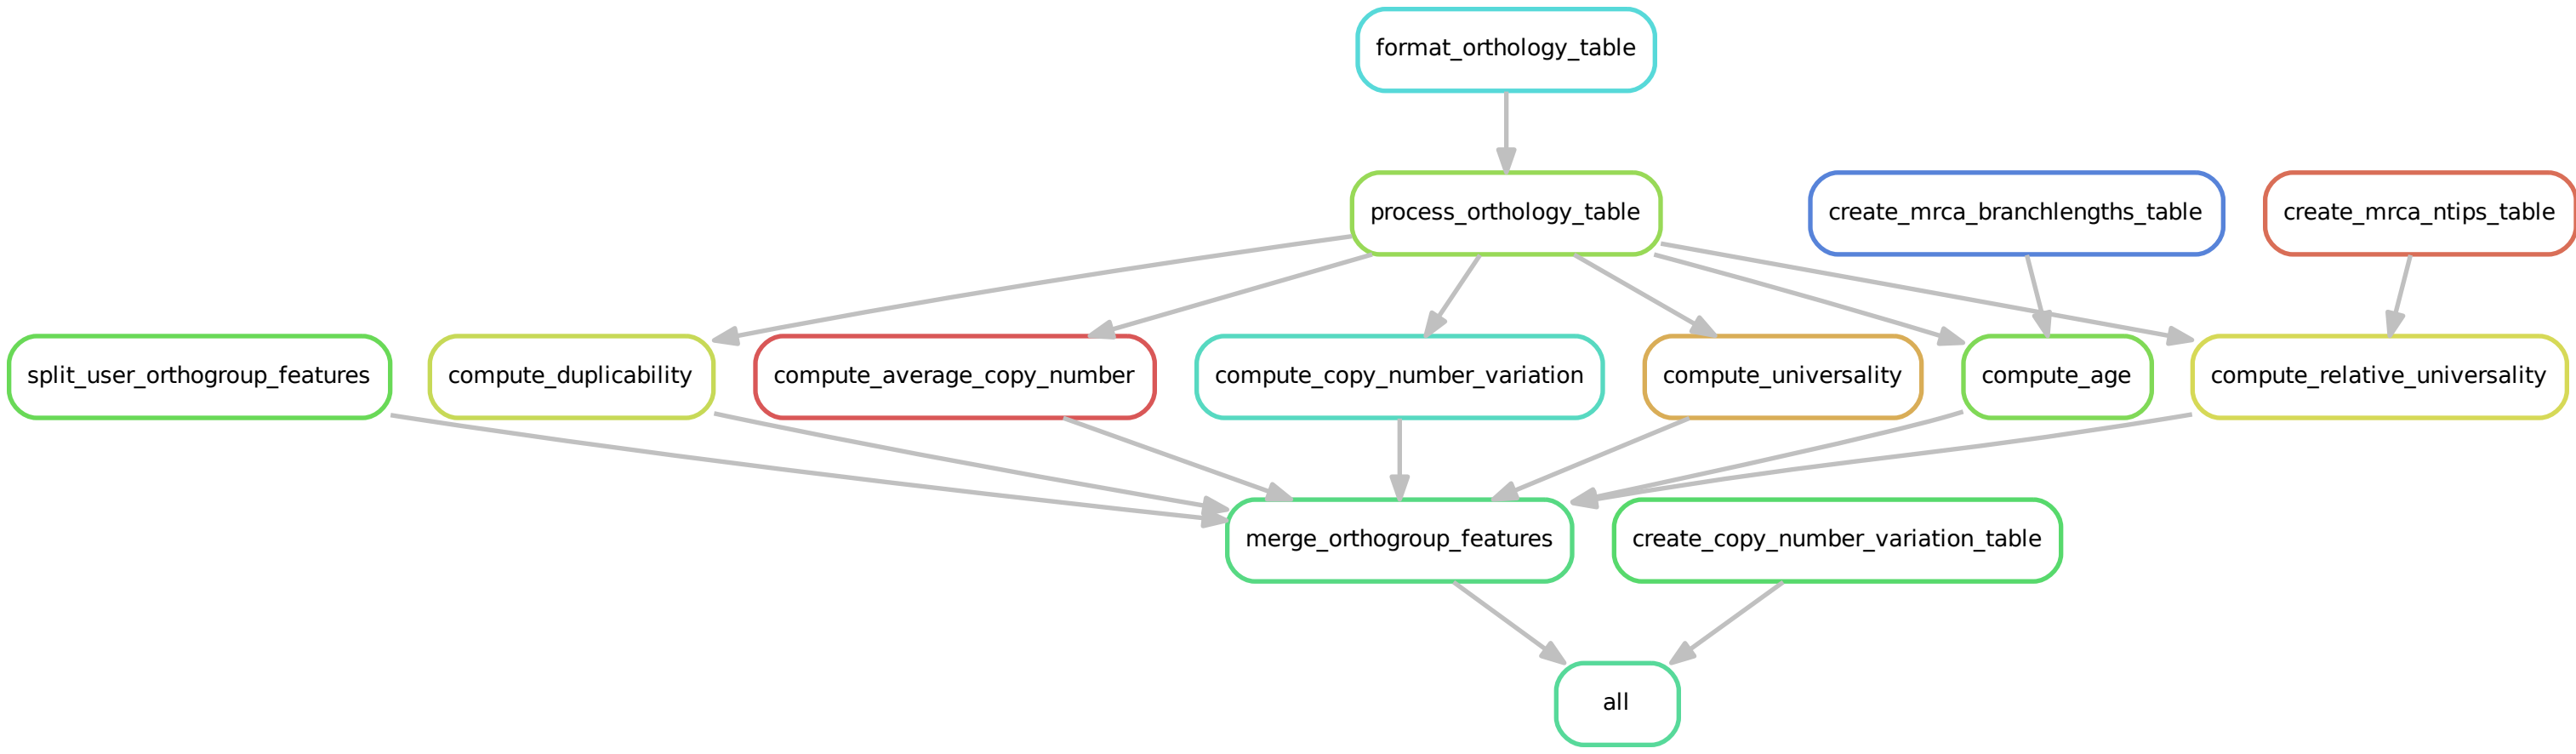 format_orthology_table
process_orthology_table
create_mrca_branchlengths_table
create_mrca_ntips_table
split_user_orthogroup_features
compute_duplicability
compute_average_copy_number
compute_copy_number_variation
compute_universality
compute_age
compute_relative_universality
merge_orthogroup_features
create_copy_number_variation_table
all